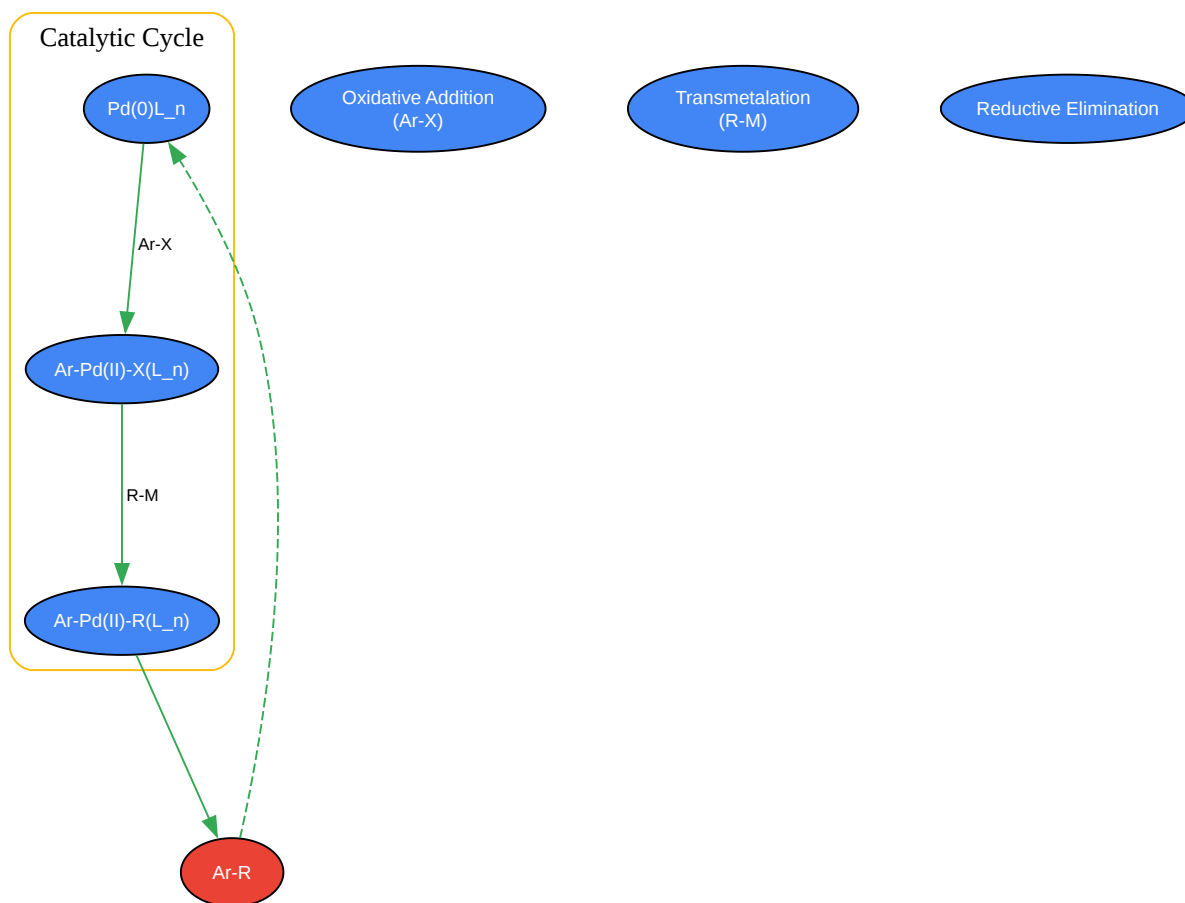 Catalytic Cycle
Pd(0)L_n
Oxidative Addition
(Ar-X)
Transmetalation
(R-M)
Reductive Elimination
Ar-X
Ar-Pd(II)-X(L_n)
R-M
Ar-Pd(II)-R(L_n)
Ar-R